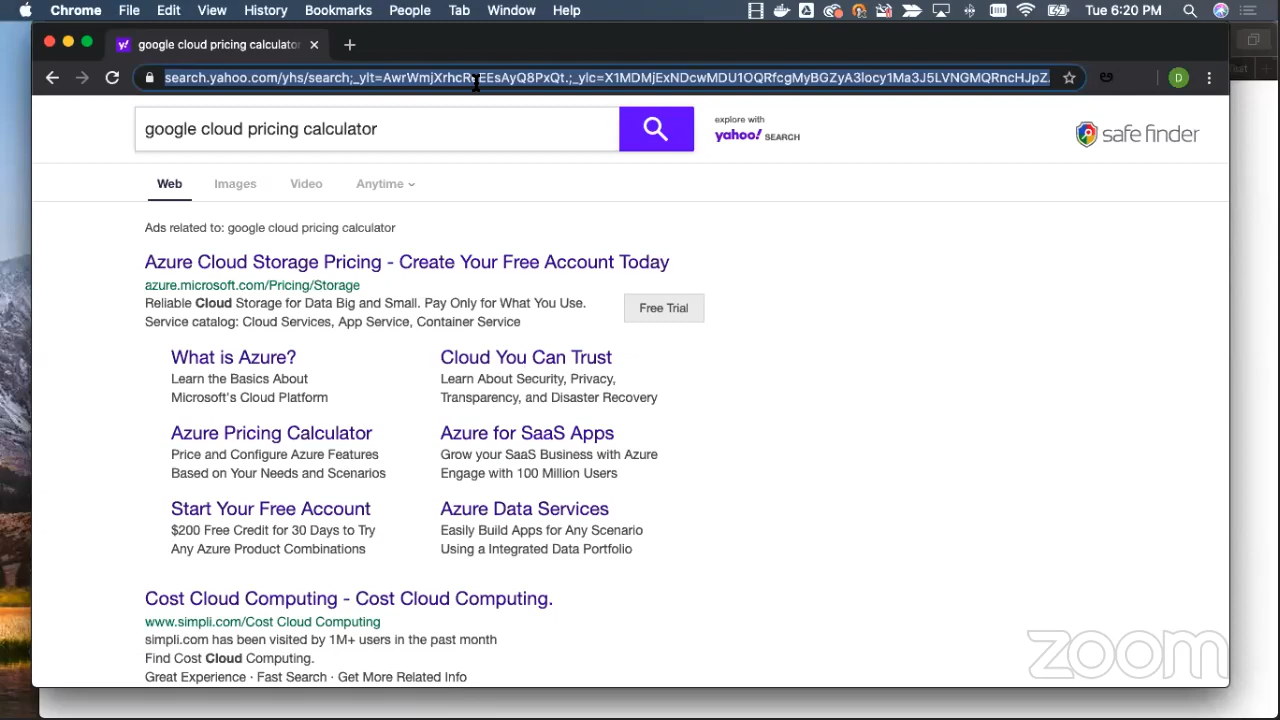 Chrome File Edit View History Bookmarks People Tab Window Help Tue 6:20 PM
google cloud pricing calculator
search.yahoo.com/yhs/search;_ylt=AwrWmjXrhcR
EEsAyQ8PxQt.;_ylc=X1MDMjExNDcwMDU1OQRfcgMyBGZyA3locy1Ma3J5LVNGMQRncHJpZ
D
google cloud pricing calculator
explore with
yahoo! SEARCH
safe finder
Web Images Video Anytime
Ads related to: google cloud pricing calculator
Azure Cloud Storage Pricing - Create Your Free Account Today
azure.microsoft.com/Pricing/Storage
Reliable Cloud Storage for Data Big and Small. Pay Only for What You Use.
Service catalog: Cloud Services, App Service, Container Service
Free Trial
What is Azure?
Learn the Basics About
Microsoft's Cloud Platform
Cloud You Can Trust
Learn About Security, Privacy,
Transparency, and Disaster Recovery
Azure Pricing Calculator
Price and Configure Azure Features
Based on Your Needs and Scenarios
Azure for SaaS Apps
Grow your SaaS Business with Azure
Engage with 100 Million Users
Start Your Free Account
$200 Free Credit for 30 Days to Try
Any Azure Product Combinations
Azure Data Services
Easily Build Apps for Any Scenario
Using a Integrated Data Portfolio
Cost Cloud Computing - Cost Cloud Computing.
www.simpli.com/Cost Cloud Computing
simpli.com has been visited by 1M+ users in the past month
Find Cost Cloud Computing.
Great Experience · Fast Search · Get More Related Info
zoom